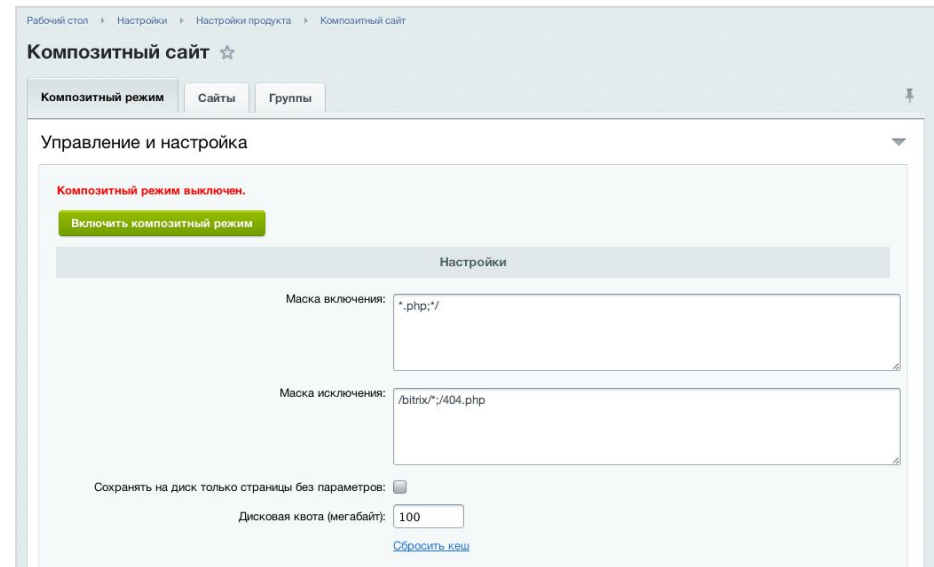 Рабочий стол Настройки Настройки продукта Композитный сайт
Композитный сайт
Композитный режим Сайты Группы
Управление и настройка
Композитный режим выключен.
Включить композитный режим
Настройки
Маска включения: *.php;*/
Маска исключения: /bitrix/*;/404.php
Сохранять на диск только страницы без параметров:
Дисковая квота (мегабайт): 100
Сбросить кеш